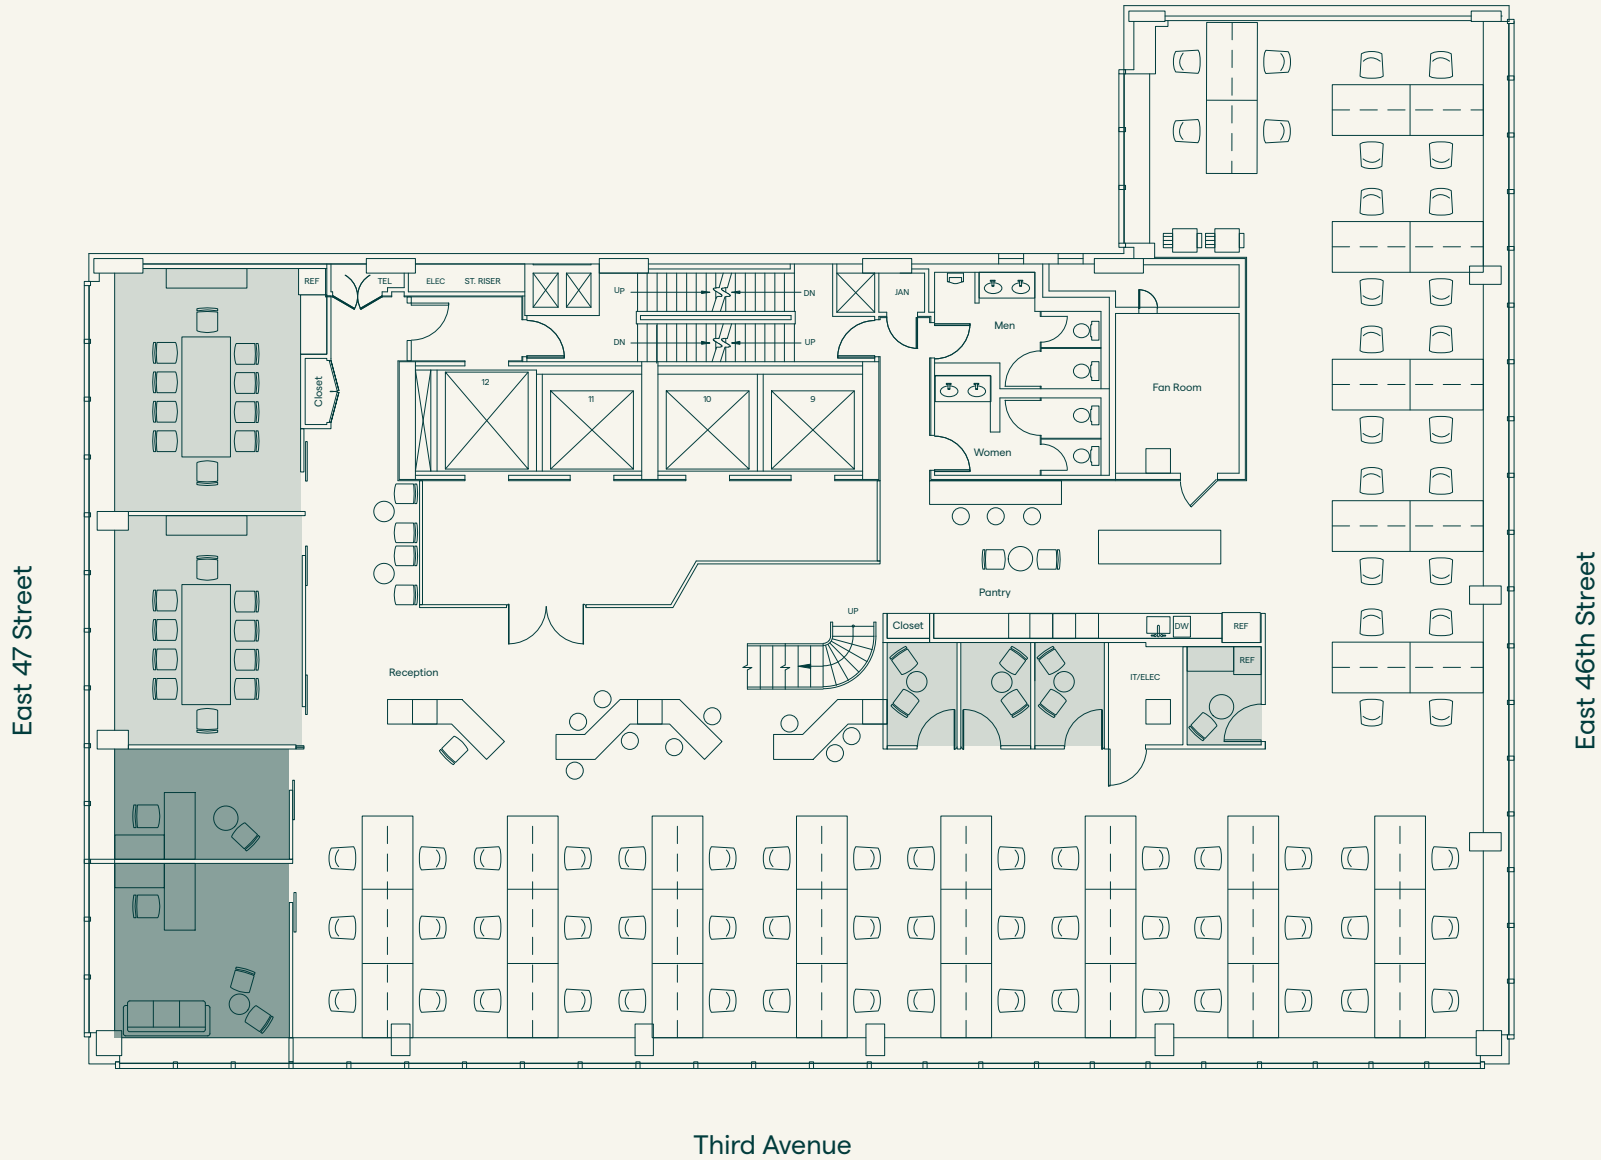 REF
TEL
ELEC
ST. RISER
UP
DN
JAN
DN
UP
Men
Closet
12
11
10
9
Fan Room
Women
Pantry
UP
Closet
DW
REF
Reception
IT/ELEC
REF
East 47 Street
East 46th Street
Third Avenue